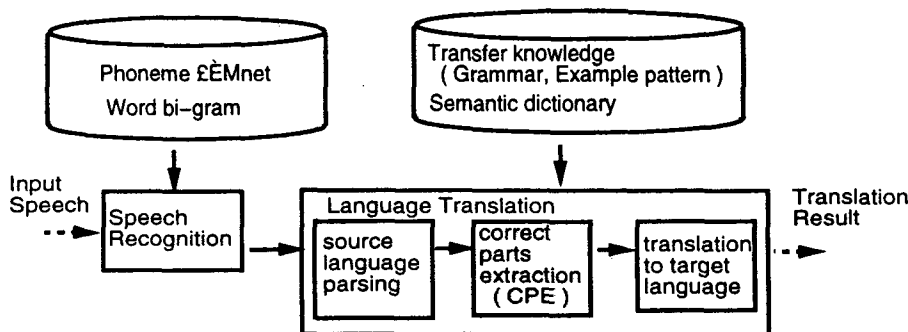 Phoneme £ÈMnet
Word bi-gram
Transfer knowledge
( Grammar, Example pattern )
Semantic dictionary
Input
Speech
Speech
Recognition
Language Translation
source
language
parsing
correct
parts
extraction
( CPE )
translation
to target
language
Translation
Result